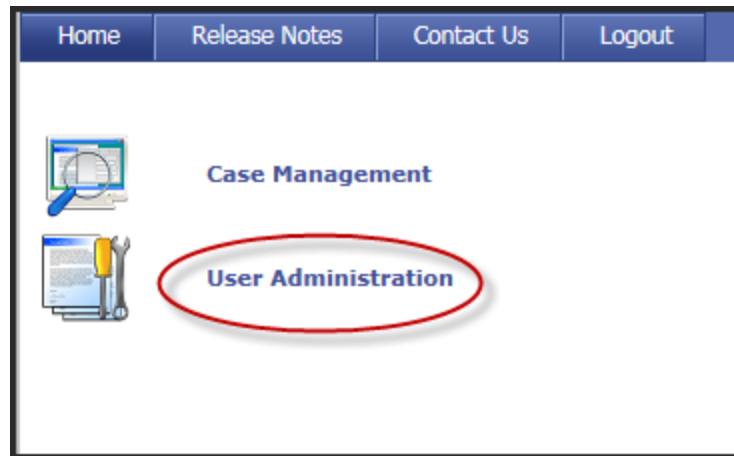 Home Release Notes Contact Us Logout
Case Management
User Administration